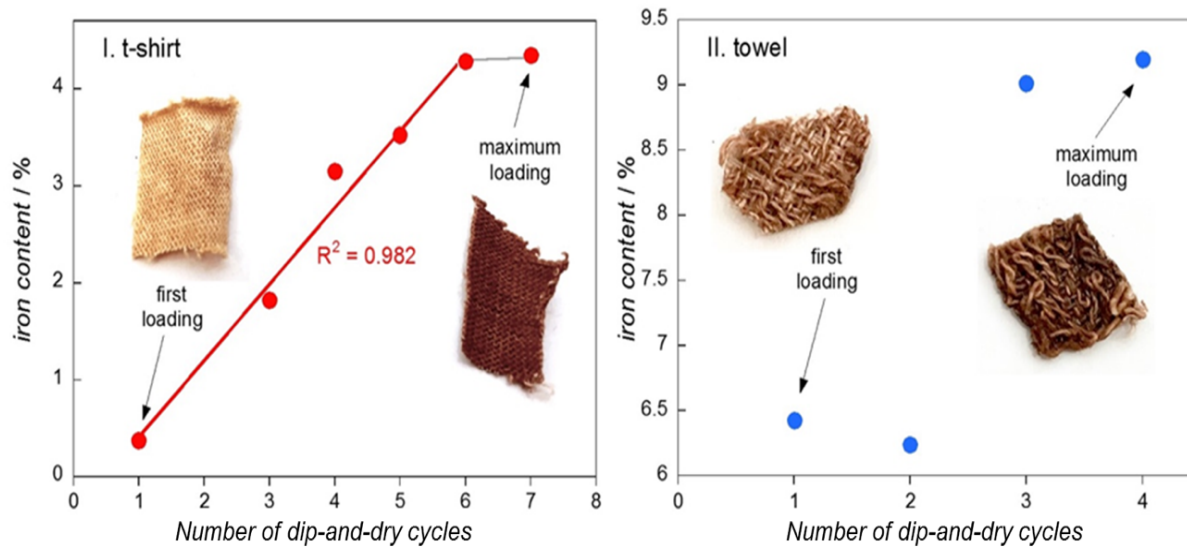 I. t-shirt
iron content / %
4
3
2
1
0
first
loading
R² = 0.982
maximum
loading
0 1 2 3 4 5 6 7 8
Number of dip-and-dry cycles
II. towel
iron content / %
9.5
9
8.5
8
7.5
7
6.5
6
first
loading
maximum
loading
0 1 2 3 4
Number of dip-and-dry cycles